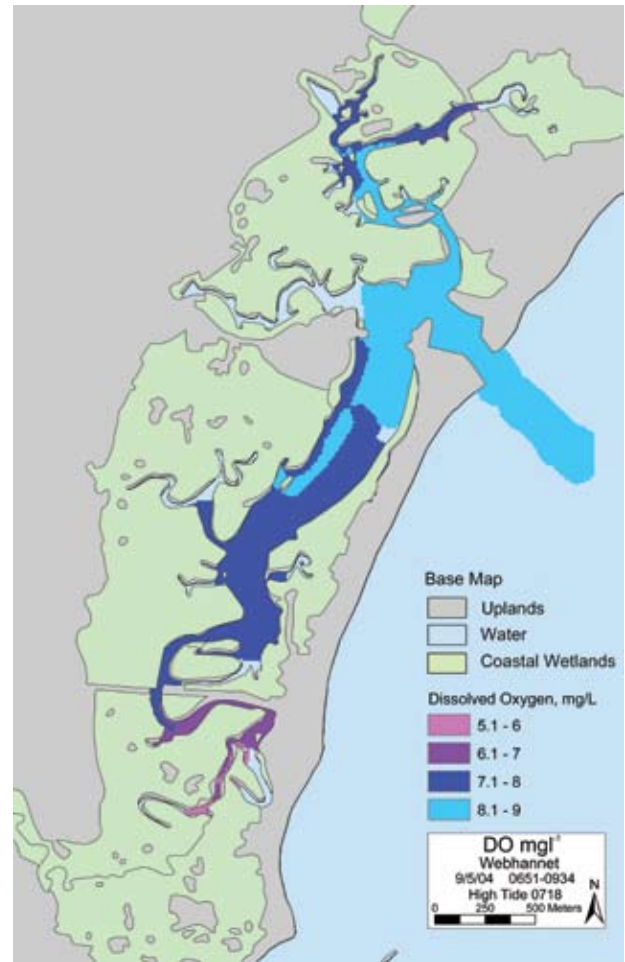 Base Map
Uplands
Water
Coastal Wetlands
Dissolved Oxygen, mg/L
5.1 - 6
6.1 - 7
7.1 - 8
8.1 - 9
DO mgl⁻¹
Webhannet
9/5/04 0651-0934
High Tide 0718
N
0 250 500 Meters